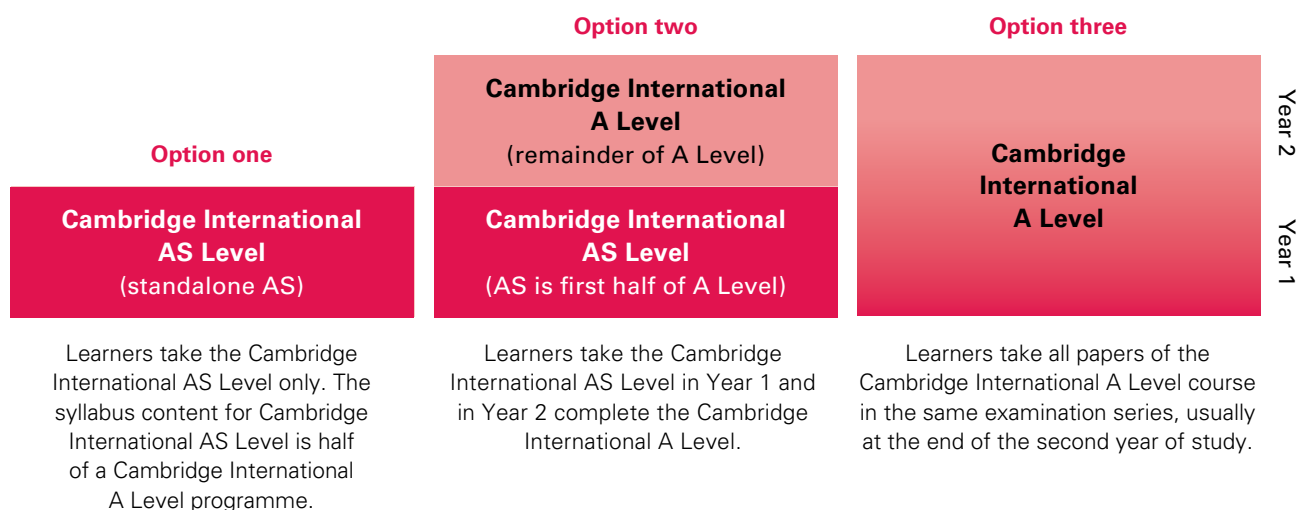 Option one
Cambridge International
AS Level
(standalone AS)
Learners take the Cambridge
International AS Level only. The
syllabus content for Cambridge
International AS Level is half
of a Cambridge International
A Level programme.
Option two
Cambridge International
A Level
(remainder of A Level)
Cambridge International
AS Level
(AS is first half of A Level)
Learners take the Cambridge
International AS Level in Year 1 and
in Year 2 complete the Cambridge
International A Level.
Option three
Cambridge
International
A Level
Learners take all papers of the
Cambridge International A Level course
in the same examination series, usually
at the end of the second year of study.
Year 2
Year 1